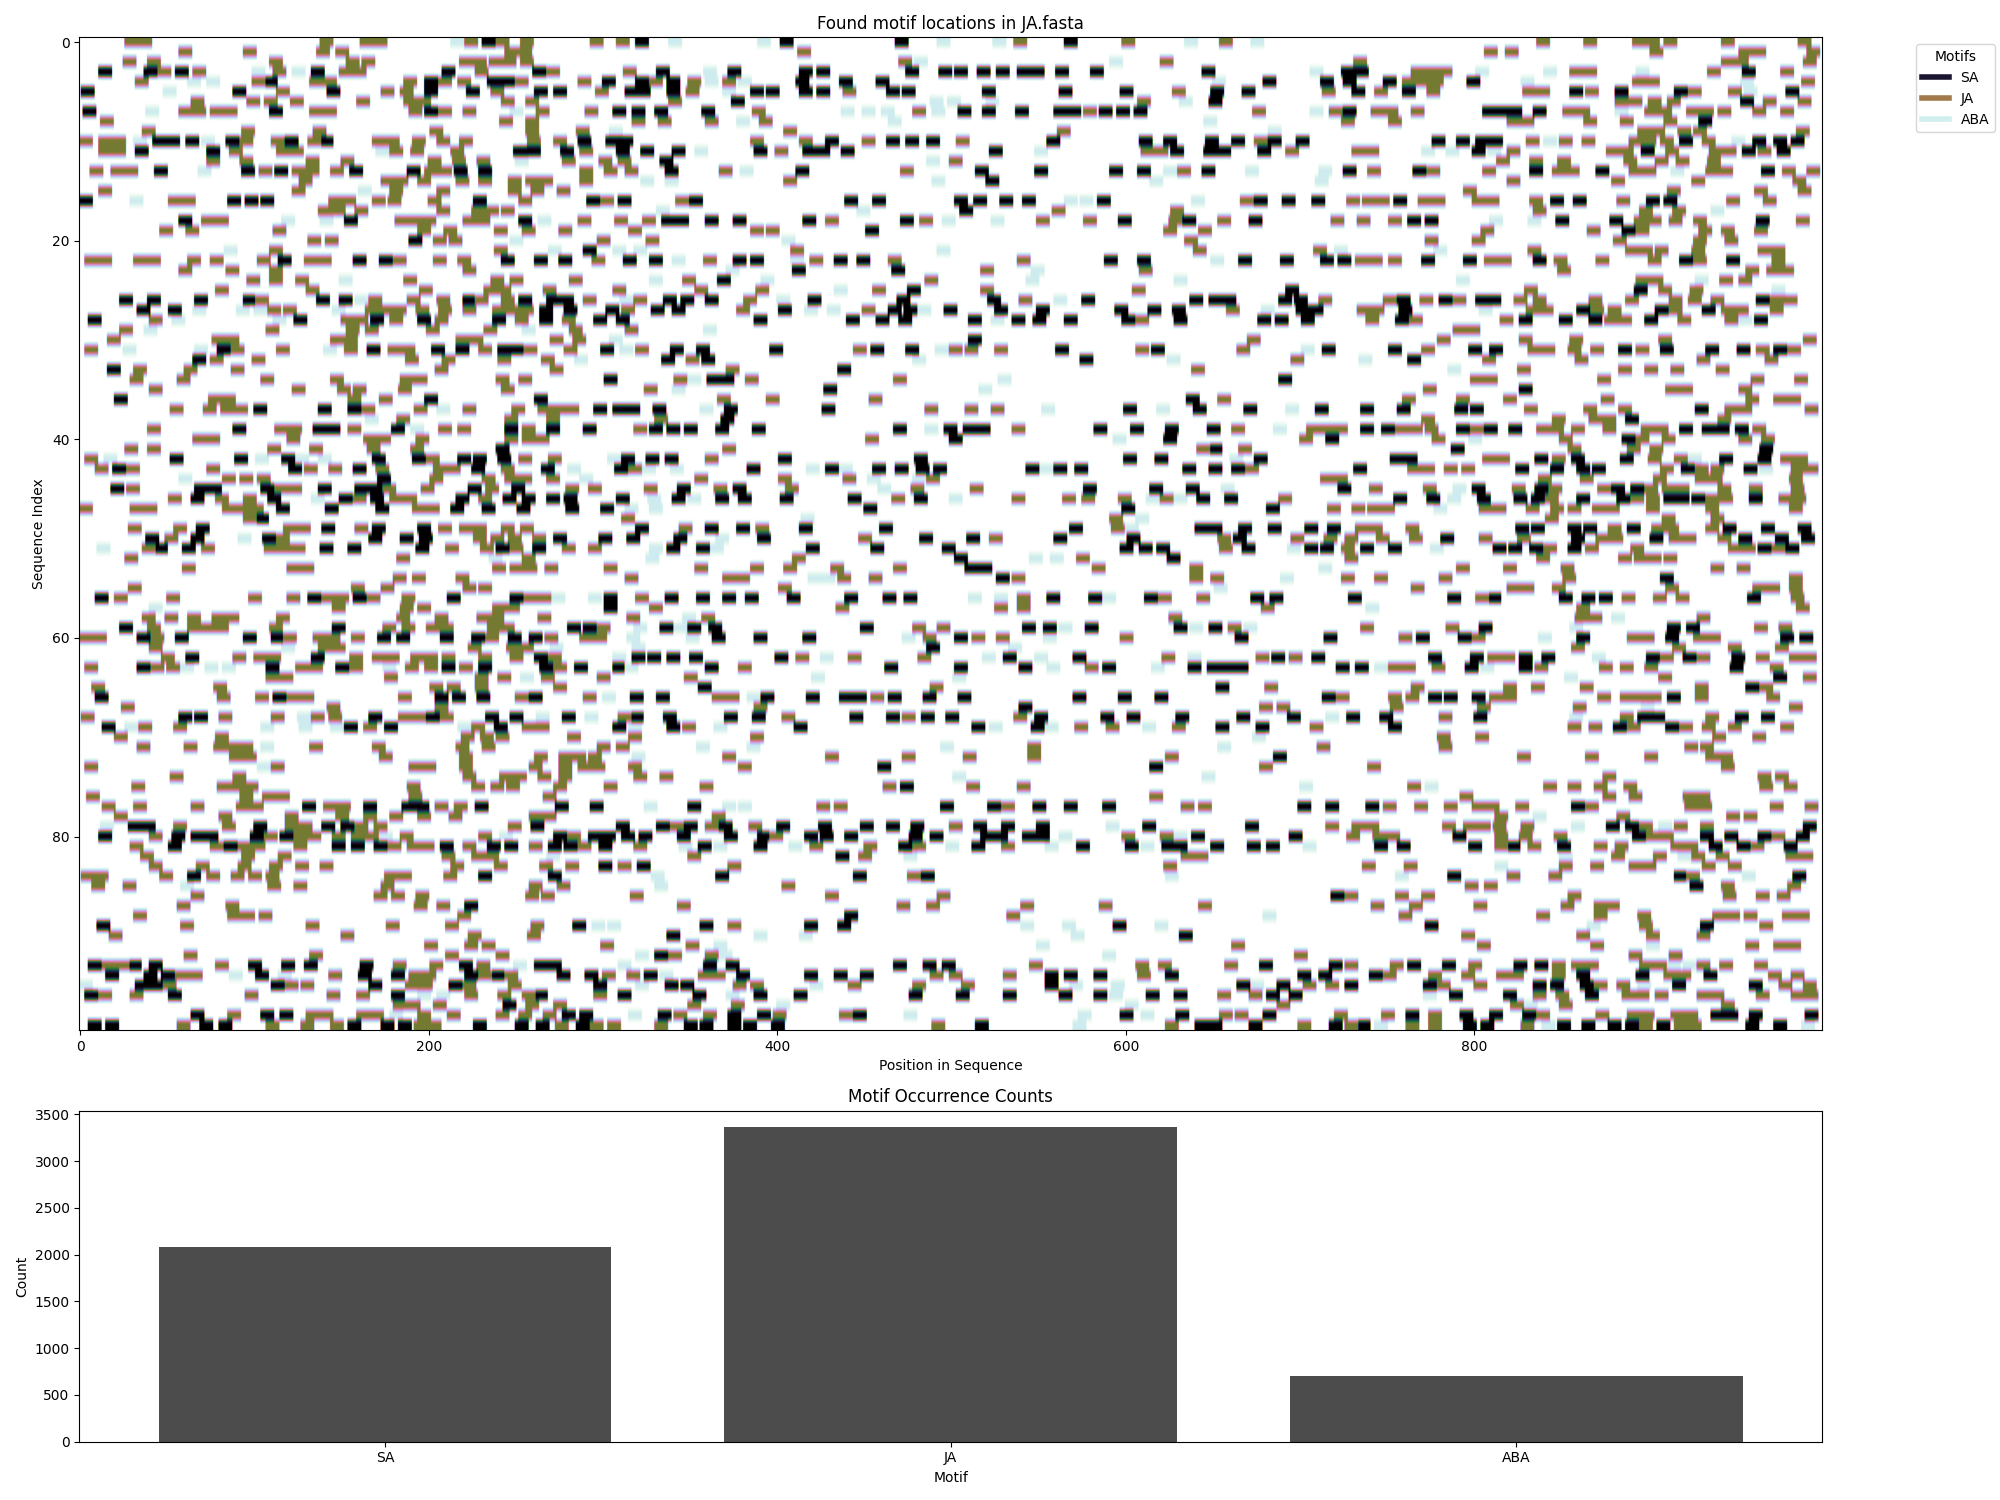 Found motif locations in JA.fasta
Motifs
SA
JA
ABA
0
20
40
60
80
Sequence Index
0 200 400 600 800
Position in Sequence
Motif Occurrence Counts
3500
3000
2500
2000
1500
1000
500
0
Count
SA JA ABA
Motif